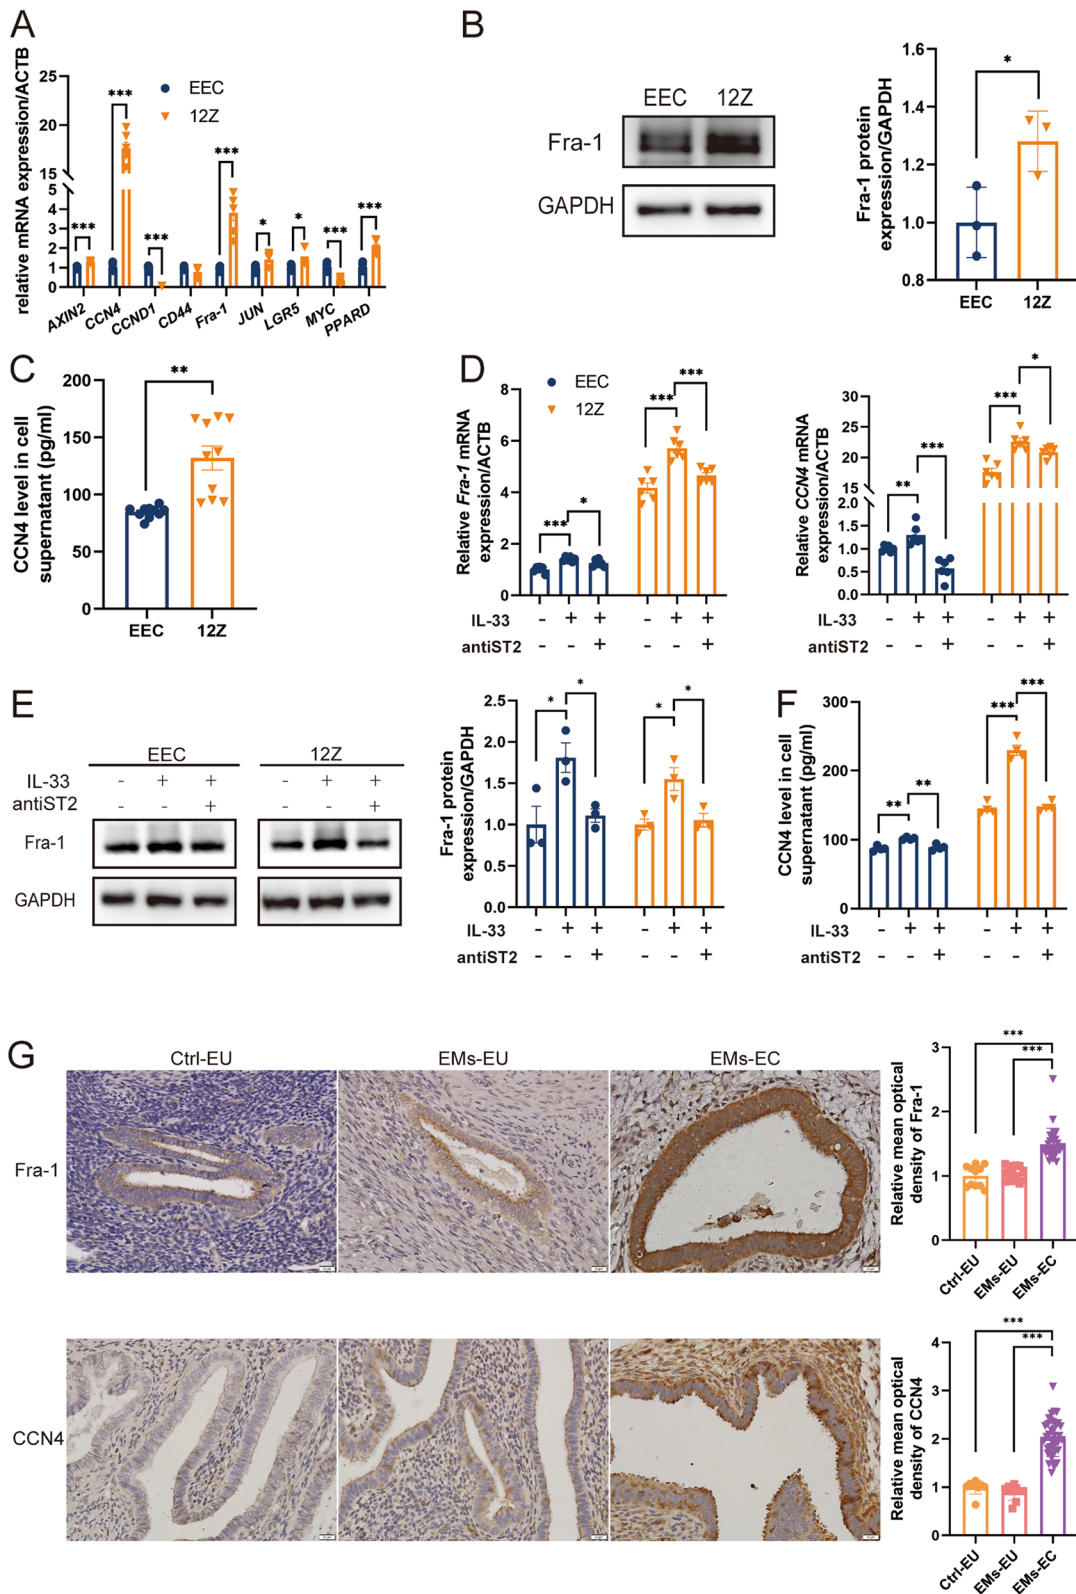 A
relative mRNA expression/ACTB
25
20
15
5
4
3
2
1
0
EEC
12Z
***
***
***
***
*
*
***
***
AXIN2
CCN4
CCND1
CD44
Fra-1
JUN
LGR5
MYC
PPARD
B
EEC 12Z
Fra-1
GAPDH
Fra-1 protein
expression/GAPDH
1.6
1.4
1.2
1.0
0.8
*
EEC
12Z
C
CCN4 level in cell
supernatant (pg/ml)
200
150
100
50
0
**
EEC
12Z
D
EEC
12Z
Relative Fra-1 mRNA
expression/ACTB
8
6
4
2
0
***
*
***
***
IL-33 - + + - + +
antiST2 - - + - - +
Relative CCN4 mRNA
expression/ACTB
30
25
20
15
10
1.5
1.0
0.5
0.0
**
***
***
*
- + + - + +
- - + - - +
E
EEC 12Z
IL-33 - + + - + +
antiST2 - - + - - +
Fra-1
GAPDH
Fra-1 protein
expression/GAPDH
2.5
2.0
1.5
1.0
0.5
0.0
*
*
*
*
IL-33 - + + - + +
antiST2 - - + - - +
F
CCN4 level in cell
supernatant (pg/ml)
300
200
100
0
**
**
***
***
- + + - + +
- - + - - +
G
Ctrl-EU EMs-EU EMs-EC
Fra-1
Relative mean optical
density of Fra-1
3
2
1
0
***
***
Ctrl-EU
EMs-EU
EMs-EC
CCN4
Relative mean optical
density of CCN4
4
3
2
1
0
***
***
Ctrl-EU
EMs-EU
EMs-EC